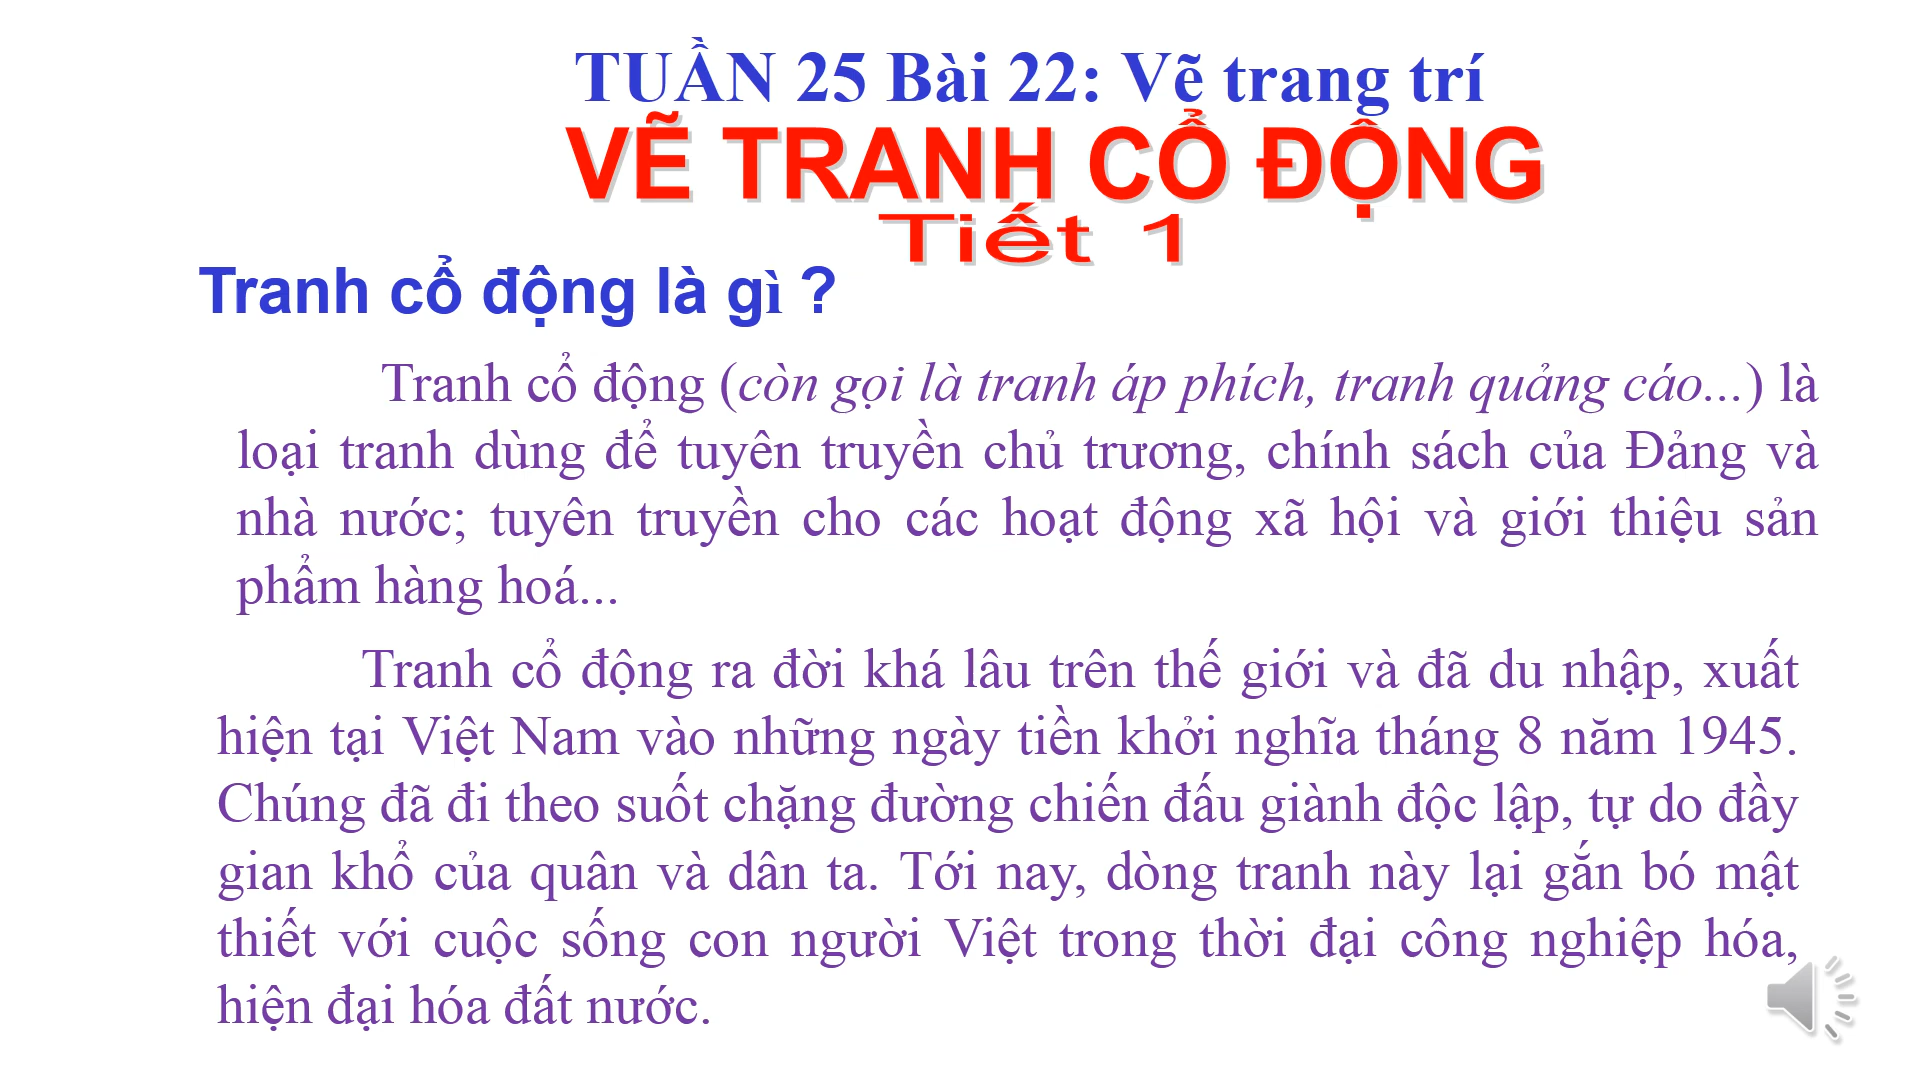 TUẦN 25 Bài 22: Vẽ trang trí
VẼ TRANH CỔ ĐỘNG
Tiết 1
Tranh cổ động là gì ?
Tranh cổ động (còn gọi là tranh áp phích, tranh quảng cáo...) là
loại tranh dùng để tuyên truyền chủ trương, chính sách của Đảng và
nhà nước; tuyên truyền cho các hoạt động xã hội và giới thiệu sản
phẩm hàng hoá...
Tranh cổ động ra đời khá lâu trên thế giới và đã du nhập, xuất
hiện tại Việt Nam vào những ngày tiền khởi nghĩa tháng 8 năm 1945.
Chúng đã đi theo suốt chặng đường chiến đấu giành độc lập, tự do đầy
gian khổ của quân và dân ta. Tới nay, dòng tranh này lại gắn bó mật
thiết với cuộc sống con người Việt trong thời đại công nghiệp hóa,
hiện đại hóa đất nước.